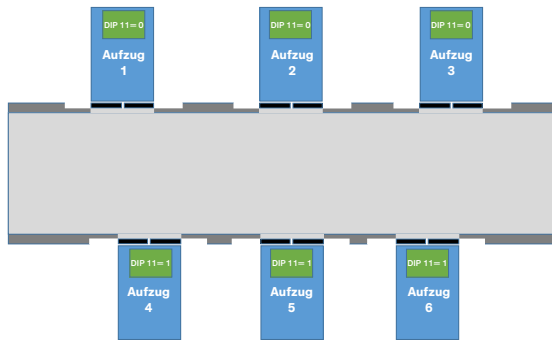 DIP 11= 0
Aufzug
1
DIP 11= 0
Aufzug
2
DIP 11= 0
Aufzug
3
DIP 11= 1
Aufzug
4
DIP 11= 1
Aufzug
5
DIP 11= 1
Aufzug
6